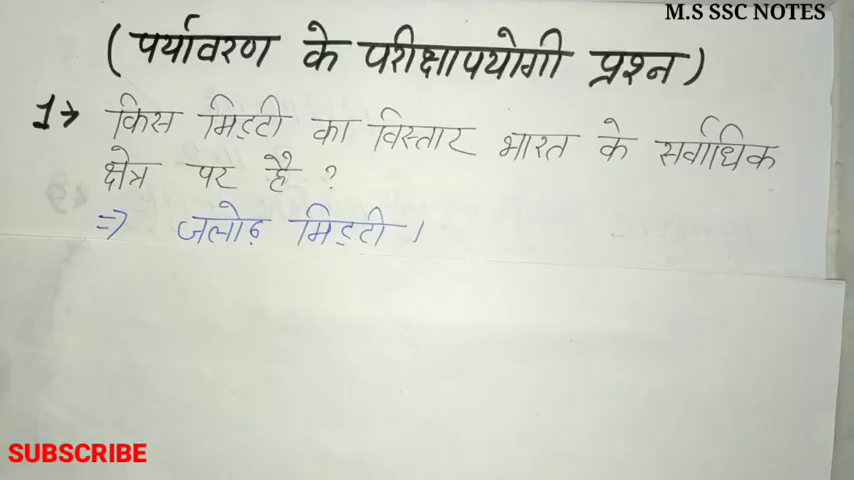 M.S SSC NOTES
(पर्यावरण के परीक्षापयोगी प्रश्न)
1→ किस मिट्टी का विस्तार भारत के सर्वाधिक
क्षेत्र पर है ?
⇒ जलोढ़ मिट्टी ।
SUBSCRIBE